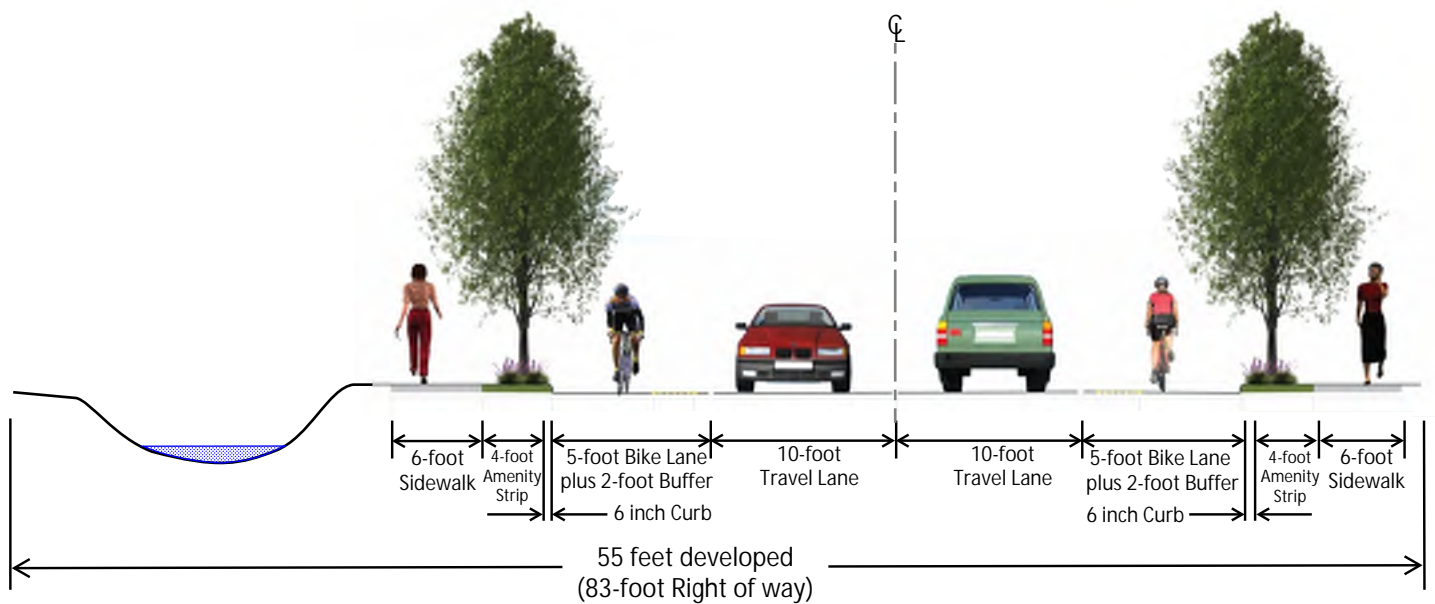 ℄
6-foot
Sidewalk
4-foot
Amenity
Strip
5-foot Bike Lane
plus 2-foot Buffer
10-foot
Travel Lane
10-foot
Travel Lane
5-foot Bike Lane
plus 2-foot Buffer
4-foot
Amenity
Strip
6-foot
Sidewalk
6 inch Curb
6 inch Curb
55 feet developed
(83-foot Right of way)